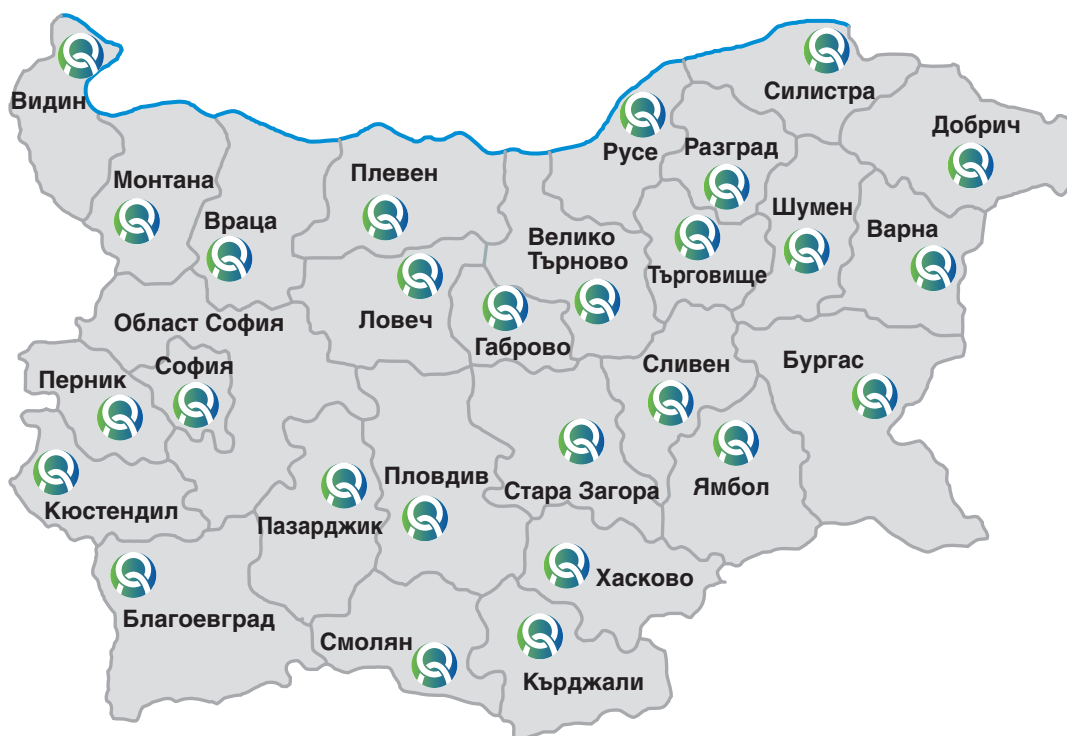 Видин
Силистра
Добрич
Русе
Разград
Монтана
Плевен
Враца
Шумен
Варна
Велико
Търново
Търговище
Област София
Ловеч
Габрово
София
Перник
Сливен
Бургас
Пловдив
Стара Загора
Ямбол
Кюстендил
Пазарджик
Хасково
Благоевград
Смолян
Кърджали